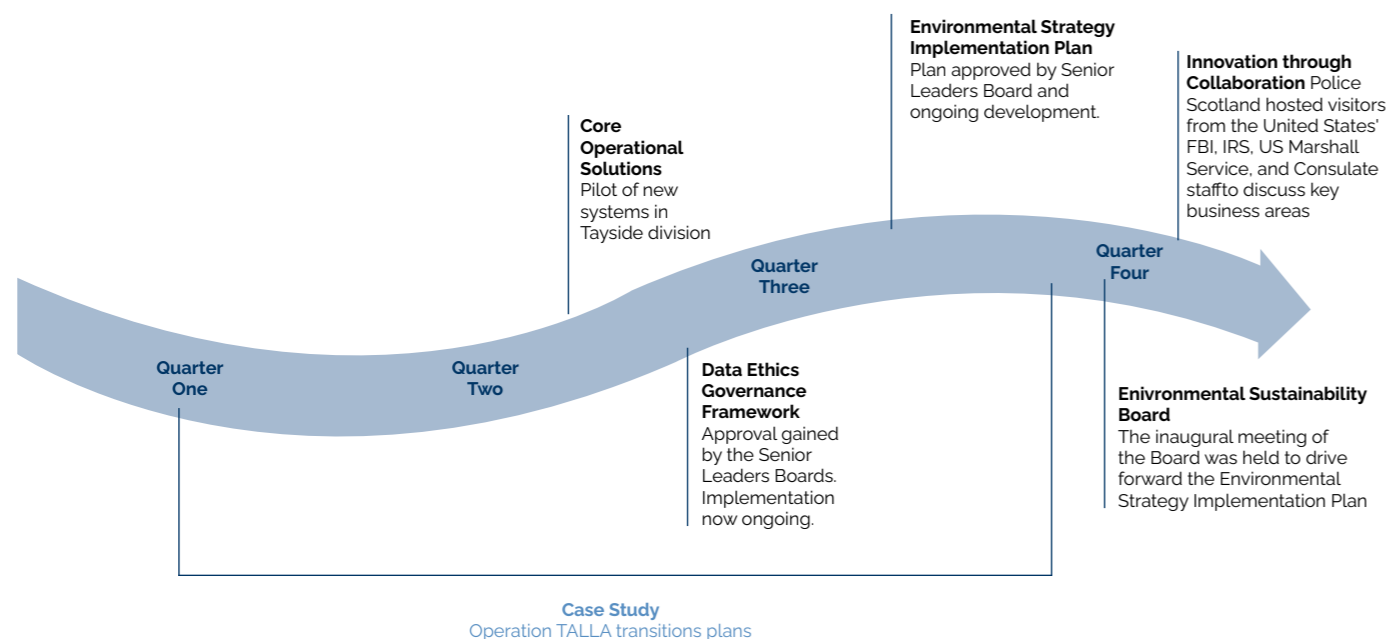 Environmental Strategy
Implementation Plan
Plan approved by Senior
Leaders Board and
ongoing development.
Innovation through
Collaboration Police
Scotland hosted visitors
from the United States'
FBI, IRS, US Marshall
Service, and Consulate
staffto discuss key
business areas
Core
Operational
Solutions
Pilot of new
systems in
Tayside division
Quarter
One
Quarter
Two
Quarter
Three
Quarter
Four
Data Ethics
Governance
Framework
Approval gained
by the Senior
Leaders Boards.
Implementation
now ongoing.
Enivronmental Sustainability
Board
The inaugural meeting of
the Board was held to drive
forward the Environmental
Strategy Implementation Plan
Case Study
Operation TALLA transitions plans